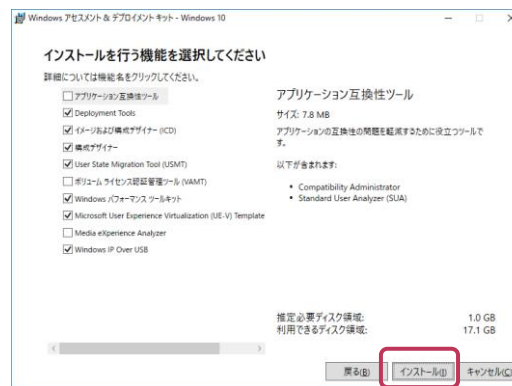 Windows アセスメント & デプロイメント キット - Windows 10
インストールを行う機能を選択してください
詳細については機能名をクリックしてください。
アプリケーション互換性ツール
Deployment Tools
イメージおよび構成デザイナー (ICD)
構成デザイナー
User State Migration Tool (USMT)
ボリューム ライセンス認証管理ツール (VAMT)
Windows パフォーマンス ツールキット
Microsoft User Experience Virtualization (UE-V) Template
Media eXperience Analyzer
Windows IP Over USB
アプリケーション互換性ツール
サイズ: 7.8 MB
アプリケーションの互換性の問題を軽減するために役立つツールで
す。
以下が含まれます:
• Compatibility Administrator
• Standard User Analyzer (SUA)
推定必要ディスク領域: 1.0 GB
利用できるディスク領域: 17.1 GB
戻る(B) インストール(I) キャンセル(C)